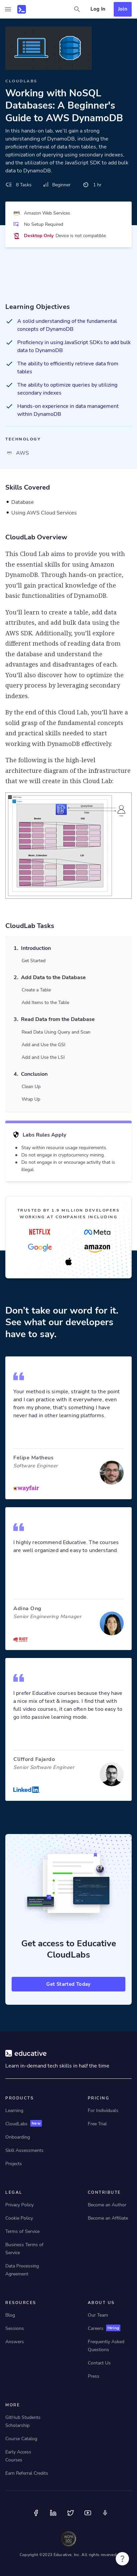 Log In
Join
CLOUDLABS
Working with NoSQL
Databases: A Beginner's
Guide to AWS DynamoDB
In this hands-on lab, we'll gain a strong
understanding of DynamoDB, including the
efficient retrieval of data from tables,
the use of secondary indexes, and
the utilization of the JavaScript SDK to add bulk
data to DynamoDB.
8 Tasks
Beginner
1 hr
Amazon Web Services
No Setup Required
Desktop Only Device is not compatible.
Learning Objectives
A solid understanding of the fundamental
concepts of DynamoDB
Proficiency in using JavaScript SDKs to add bulk
data to DynamoDB
The ability to efficiently retrieve data from
tables
The ability to optimize queries by utilizing
secondary indexes
Hands-on experience in data management
within DynamoDB
TECHNOLOGY
AWS
Skills Covered
Database
Using AWS Cloud Services
CloudLab Overview
This Cloud Lab aims to provide you with
the essential skills for using Amazon
DynamoDB. Through hands-on practice,
you'll gain practical knowledge of the
basic functionalities of DynamoDB.
You'll learn to create a table, add data
structures, and add bulk data using the
AWS SDK. Additionally, you'll explore
different methods of reading data from
the database and understand the
difference between them. You'll learn to
read data by leveraging secondary
indexes.
By the end of this Cloud Lab, you'll have a
solid grasp of the fundamental concepts
and practical skills needed to start
working with DynamoDB effectively.
The following is the high-level
architecture diagram of the infrastructure
that we will create in this Cloud Lab:
CloudLab Tasks
1. Introduction
Get Started
2. Add Data to the Database
Create a Table
Add Items to the Table
3. Read Data from the Database
Read Data Using Query and Scan
Add and Use the GSI
Add and Use the LSI
4. Conclusion
Clean Up
Wrap Up
Labs Rules Apply
Stay within resource usage requirements.
Do not engage in cryptocurrency mining.
Do not engage in or encourage activity that is
illegal.
TRUSTED BY 1.9 MILLION DEVELOPERS
WORKING AT COMPANIES INCLUDING
NETFLIX
Meta
Google
amazon
Don't take our word for it.
See what our developers
have to say.
Your method is simple, straight to the point
and I can practice with it everywhere, even
from my phone, that's something I have
never had in other learning platforms.
Felipe Matheus
Software Engineer
wayfair
I highly recommend Educative. The courses
are well organized and easy to understand.
Adina Ong
Senior Engineering Manager
I prefer Educative courses because they have
a nice mix of text & images. I find that with
full video courses, it can often be too easy to
go into passive learning mode.
Clifford Fajardo
Senior Software Engineer
LinkedIn
Get access to Educative
CloudLabs
Get Started Today
educative
Learn in-demand tech skills in half the time
PRODUCTS
PRICING
Learning
For Individuals
CloudLabs
New
Free Trial
Onboarding
Skill Assessments
Projects
LEGAL
CONTRIBUTE
Privacy Policy
Become an Author
Cookie Policy
Become an Affiliate
Terms of Service
Business Terms of
Service
Data Processing
Agreement
RESOURCES
ABOUT US
Blog
Our Team
Sessions
Careers
Hiring
Answers
Frequently Asked
Questions
Contact Us
Press
MORE
GitHub Students
Scholarship
Course Catalog
Early Access
Courses
Earn Referral Credits
Copyright ©2023 Educative, Inc. All rights reserved.